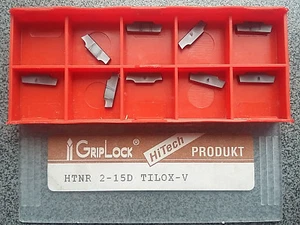 GRIPLOCK HiTech PRODUKT
HTNR 2-15D TILOX-V